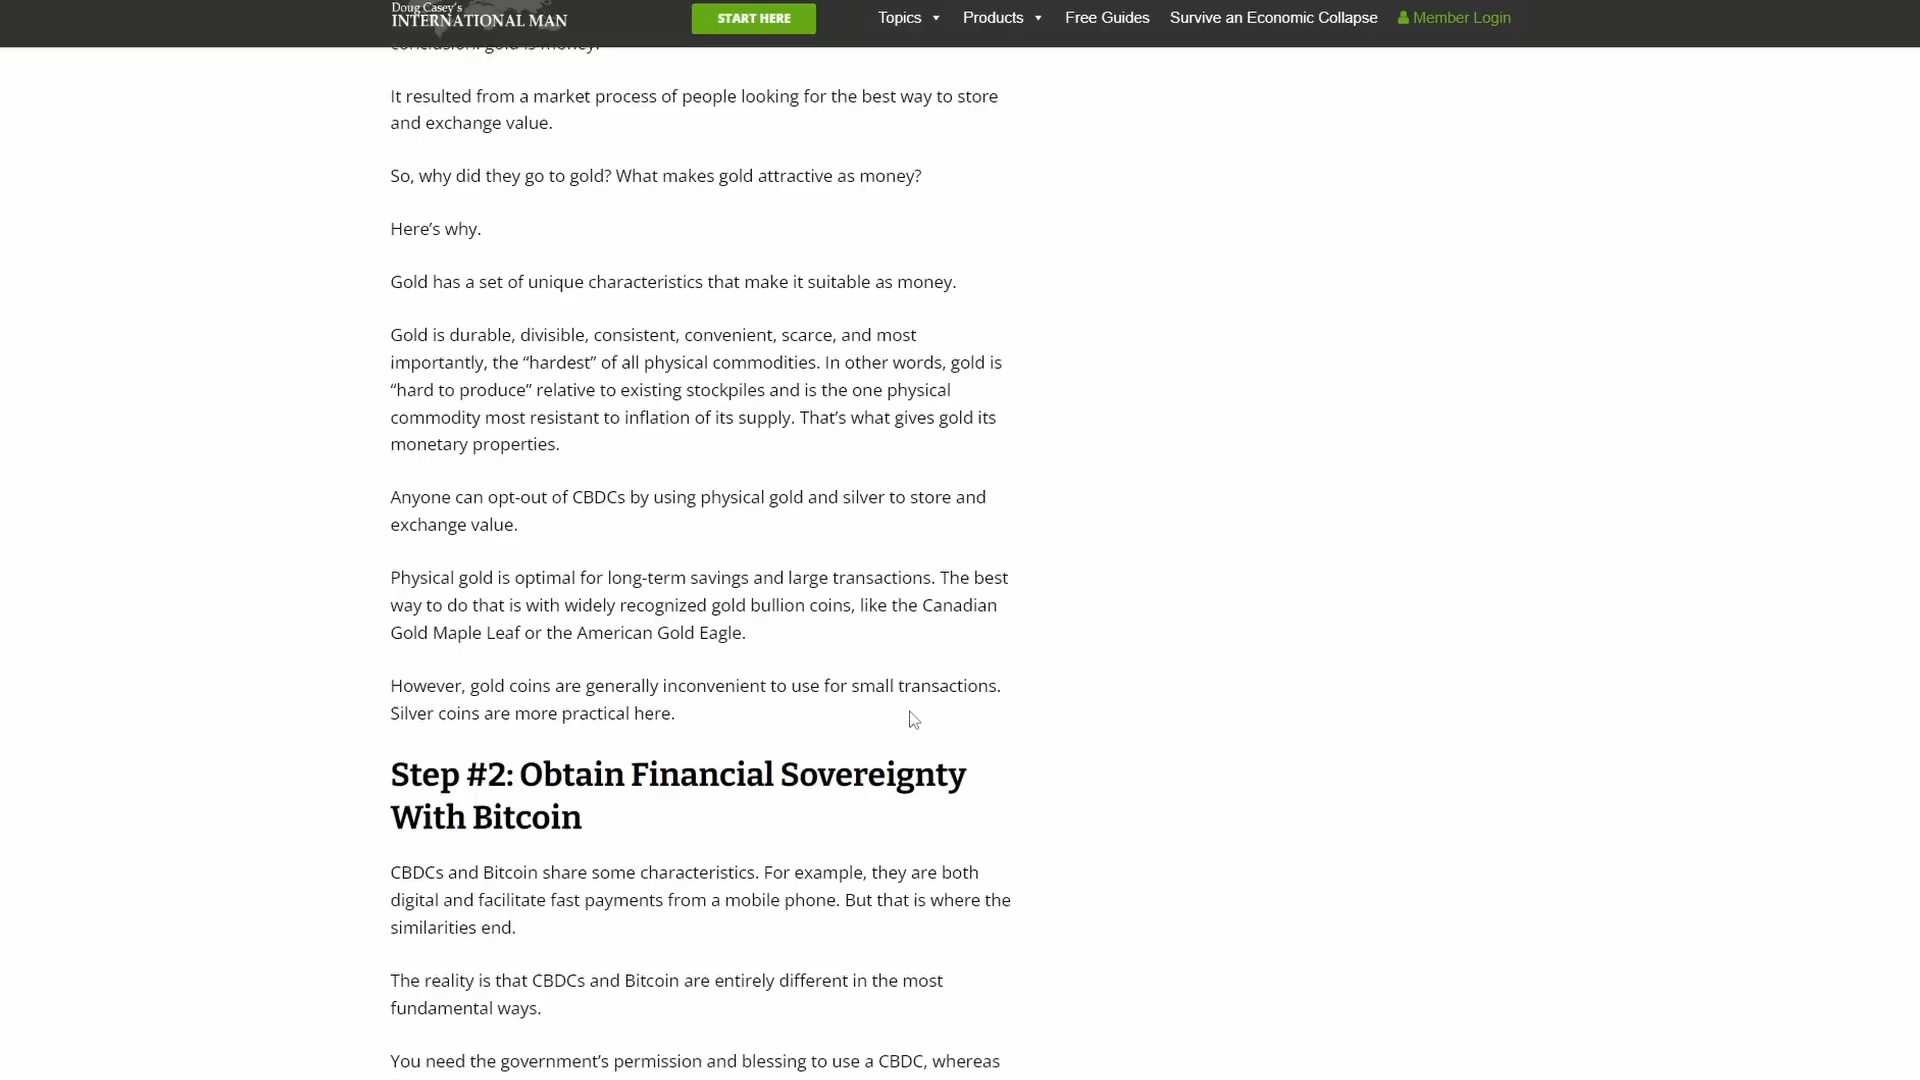 Doug Casey's
INTERNATIONAL MAN
START HERE
Topics
Products
Free Guides
Survive an Economic Collapse
Member Login
conclusion: gold is money.
It resulted from a market process of people looking for the best way to store
and exchange value.
So, why did they go to gold? What makes gold attractive as money?
Here’s why.
Gold has a set of unique characteristics that make it suitable as money.
Gold is durable, divisible, consistent, convenient, scarce, and most
importantly, the “hardest” of all physical commodities. In other words, gold is
“hard to produce” relative to existing stockpiles and is the one physical
commodity most resistant to inflation of its supply. That’s what gives gold its
monetary properties.
Anyone can opt-out of CBDCs by using physical gold and silver to store and
exchange value.
Physical gold is optimal for long-term savings and large transactions. The best
way to do that is with widely recognized gold bullion coins, like the Canadian
Gold Maple Leaf or the American Gold Eagle.
However, gold coins are generally inconvenient to use for small transactions.
Silver coins are more practical here.
Step #2: Obtain Financial Sovereignty
With Bitcoin
CBDCs and Bitcoin share some characteristics. For example, they are both
digital and facilitate fast payments from a mobile phone. But that is where the
similarities end.
The reality is that CBDCs and Bitcoin are entirely different in the most
fundamental ways.
You need the government’s permission and blessing to use a CBDC, whereas